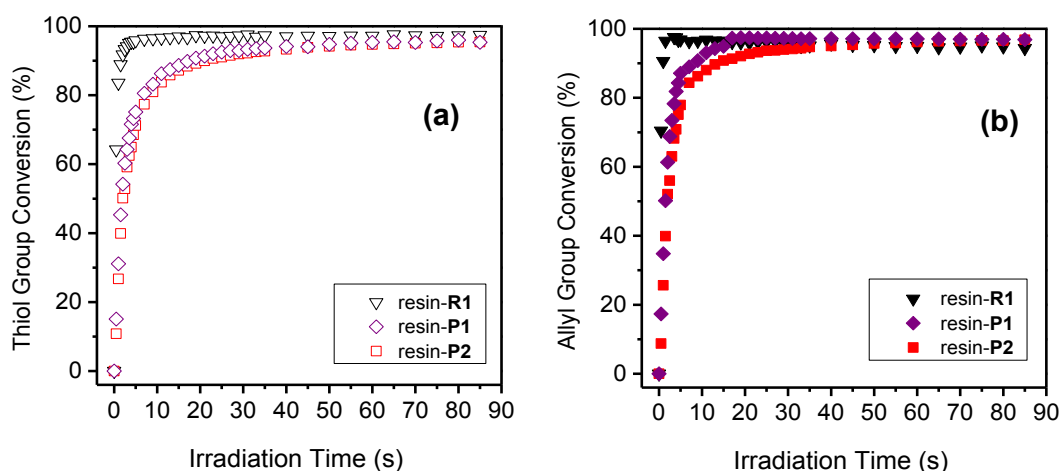 (a)
Thiol Group Conversion (%)
100
80
60
40
20
0
resin-R1
resin-P1
resin-P2
0 10 20 30 40 50 60 70 80 90
Irradiation Time (s)
(b)
Allyl Group Conversion (%)
100
80
60
40
20
0
resin-R1
resin-P1
resin-P2
0 10 20 30 40 50 60 70 80 90
Irradiation Time (s)